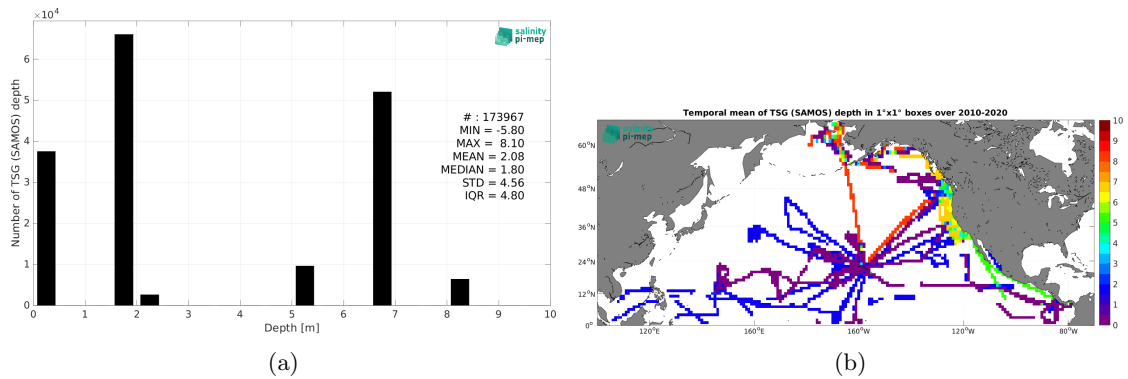 ×10⁴
7
6
5
4
3
2
1
0
Number of TSG (SAMOS) depth
salinity
pi-mep
# : 173967
MIN = -5.80
MAX = 8.10
MEAN = 2.08
MEDIAN = 1.80
STD = 4.56
IQR = 4.80
0 1 2 3 4 5 6 7 8 9 10
Depth [m]
(a)
Temporal mean of TSG (SAMOS) depth in 1°x1° boxes over 2010-2020
salinity
pi-mep
60°N
48°N
36°N
24°N
12°N
0°
120°E 160°E 160°W 120°W 80°W
10
9
8
7
6
5
4
3
2
1
0
(b)